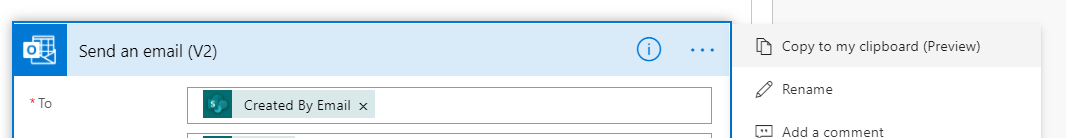 Send an email (V2)
Copy to my clipboard (Preview)
Rename
* To
Created By Email ×
Add a comment